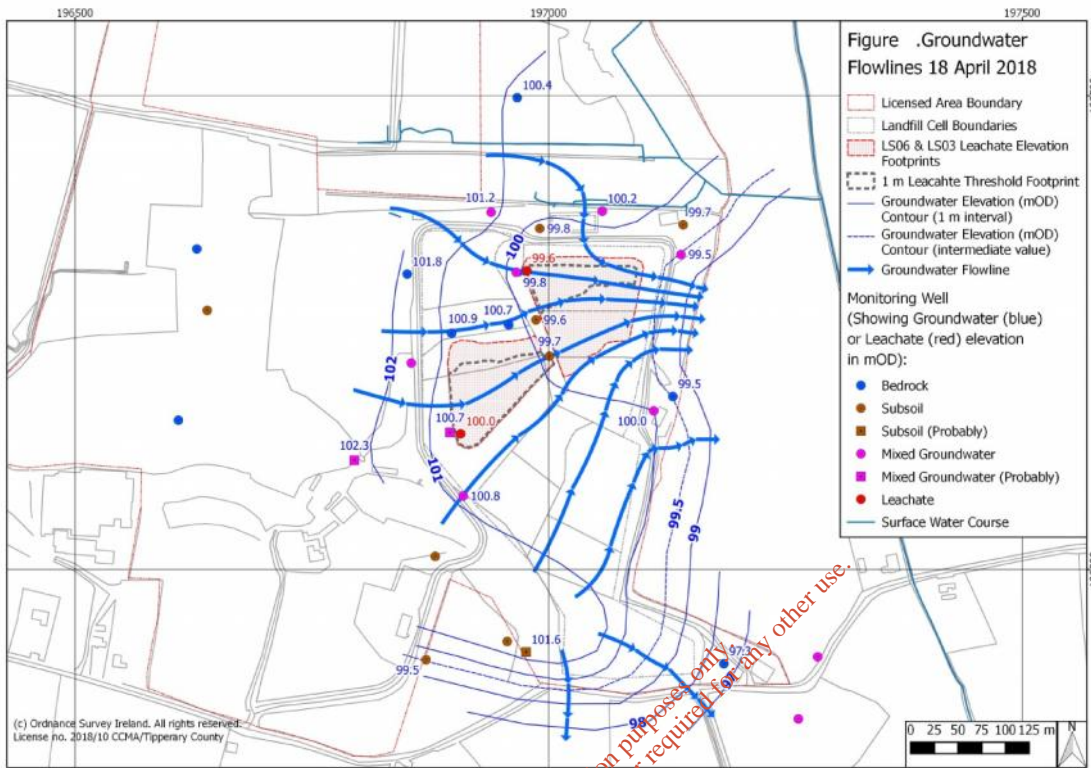 196500
197000
197500
Figure .Groundwater
Flowlines 18 April 2018
Licensed Area Boundary
Landfill Cell Boundaries
LS06 & LS03 Leachate Elevation
Footprints
1 m Leacahte Threshold Footprint
Groundwater Elevation (mOD)
Contour (1 m interval)
Groundwater Elevation (mOD)
Contour (intermediate value)
Groundwater Flowline
Monitoring Well
(Showing Groundwater (blue)
or Leachate (red) elevation
in mOD):
Bedrock
Subsoil
Subsoil (Probably)
Mixed Groundwater
Mixed Groundwater (Probably)
Leachate
Surface Water Course
100.4
101.2
100.2
99.7
99.8
100
99.5
99.6
101.8
99.8
100.7
100.9
99.6
99.7
102
99.5
100.0
100.7
100.0
102.3
101
100.8
99.5
99
101.6
99.5
97.3
97
98
on purposes only
required for any other use.
(c) Ordnance Survey Ireland. All rights reserved.
License no. 2018/10 CCMA/Tipperary County
0 25 50 75 100 125 m
N